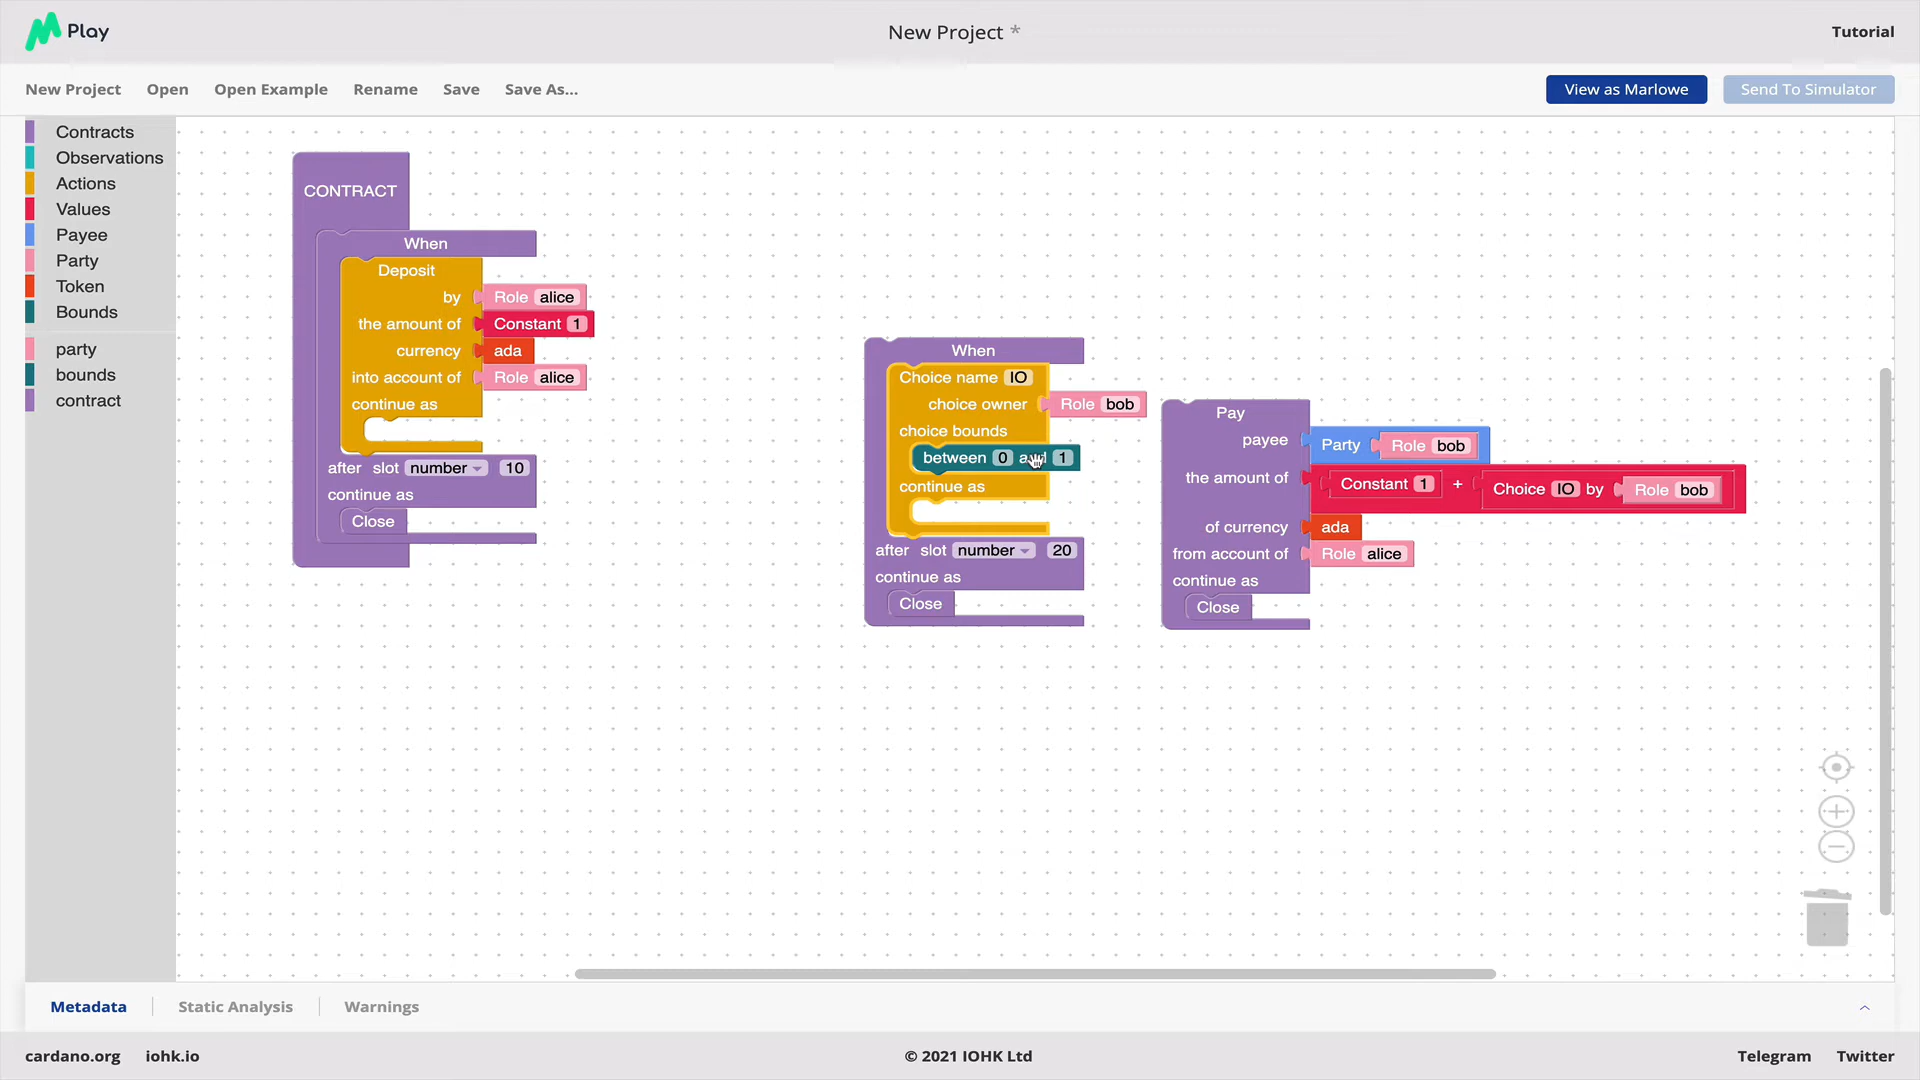 Play
New Project *
Tutorial
New Project Open Open Example Rename Save Save As...
View as Marlowe
Send To Simulator
Contracts
Observations
Actions
Values
Payee
Party
Token
Bounds
party
bounds
contract
CONTRACT
When
Deposit
by Role alice
the amount of Constant 1
currency ada
into account of Role alice
continue as
after slot number 10
continue as
Close
When
Choice name IO
choice owner Role bob
choice bounds
between 0 and 1
continue as
after slot number 20
continue as
Close
Pay
payee Party Role bob
the amount of Constant 1 + Choice IO by Role bob
of currency ada
from account of Role alice
continue as
Close
Metadata Static Analysis Warnings
cardano.org iohk.io
© 2021 IOHK Ltd
Telegram Twitter